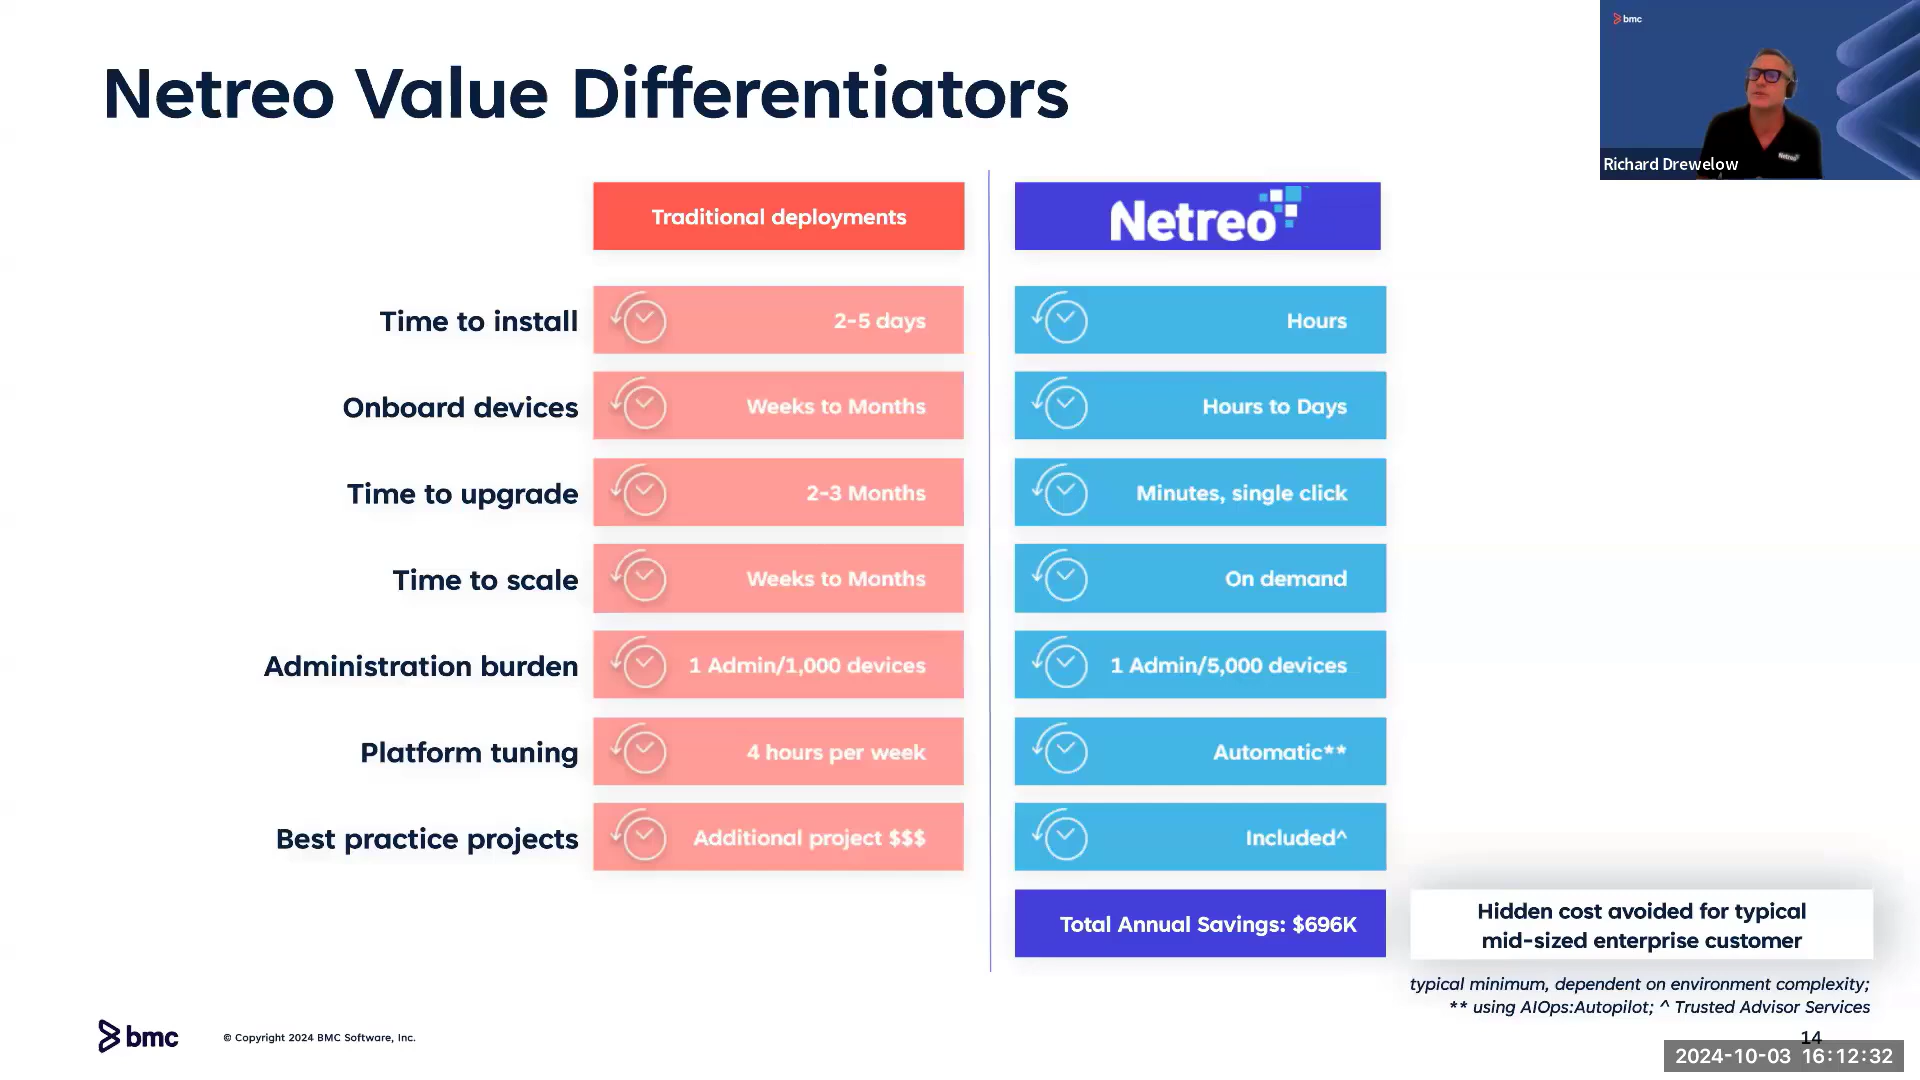 Netreo Value Differentiators
bmc
Netreo
Richard Drewelow
Traditional deployments
Netreo
Time to install
2-5 days
Hours
Onboard devices
Weeks to Months
Hours to Days
Time to upgrade
2-3 Months
Minutes, single click
Time to scale
Weeks to Months
On demand
Administration burden
1 Admin/1,000 devices
1 Admin/5,000 devices
Platform tuning
4 hours per week
Automatic**
Best practice projects
Additional project $$$
Included^
Total Annual Savings: $696K
Hidden cost avoided for typical
mid-sized enterprise customer
typical minimum, dependent on environment complexity;
** using AIOps:Autopilot; ^ Trusted Advisor Services
bmc
© Copyright 2024 BMC Software, Inc.
14
2024-10-03 16:12:32